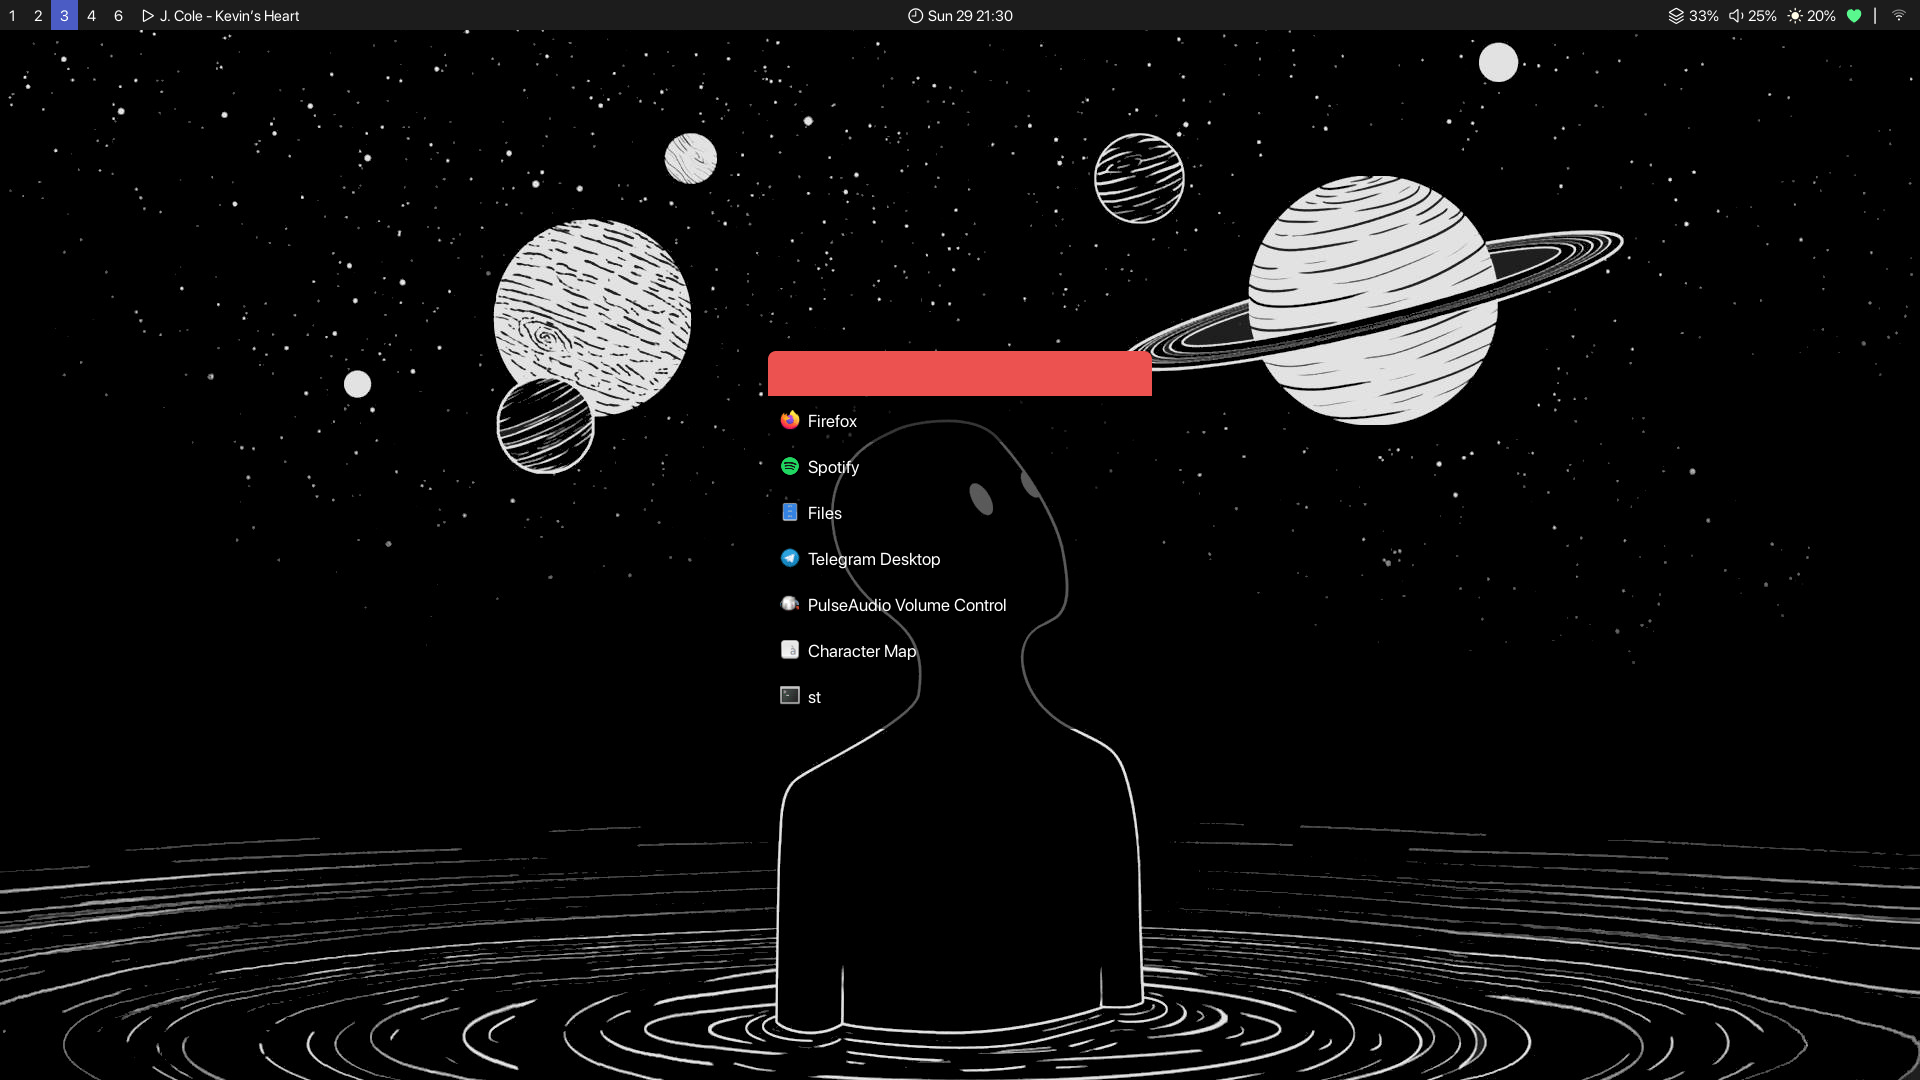 1 2 3 4 6 J. Cole - Kevin's Heart Sun 29 21:30 33% 25% 20% |
Firefox
Spotify
Files
Telegram Desktop
PulseAudio Volume Control
Character Map
st